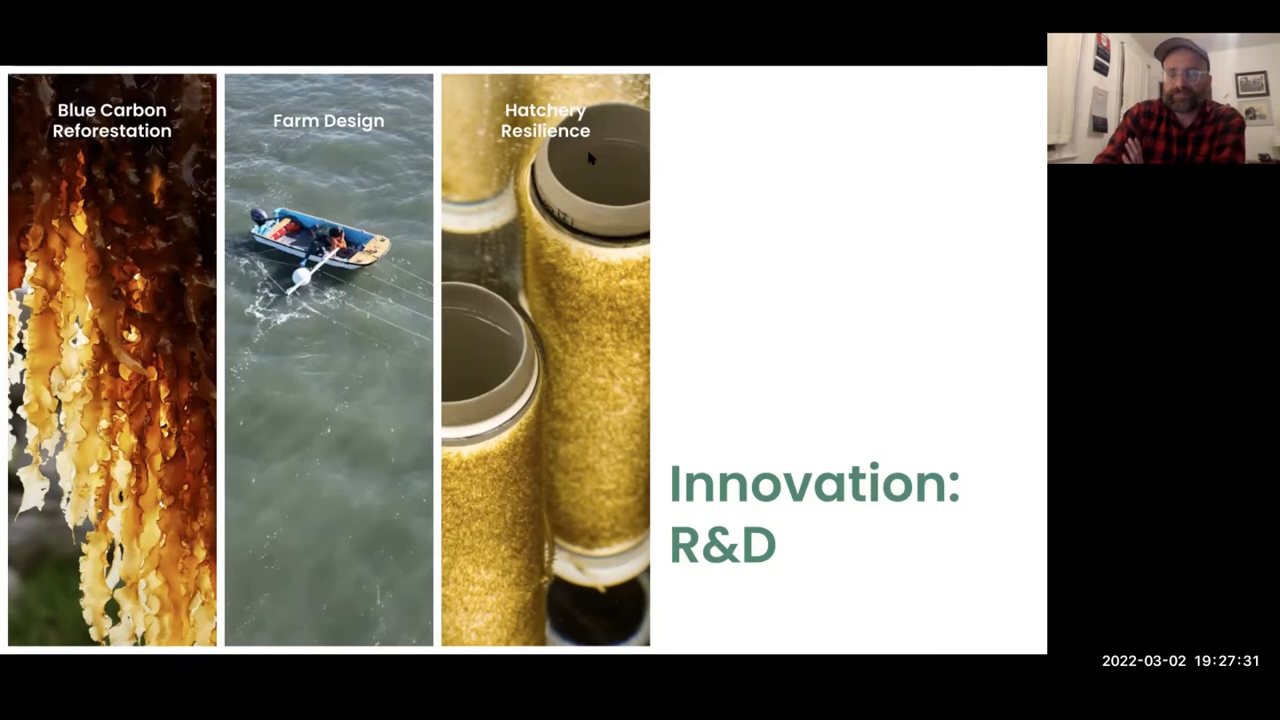 Blue Carbon
Reforestation
Farm Design
Hatchery
Resilience
Innovation:
R&D
2022-03-02 19:27:31